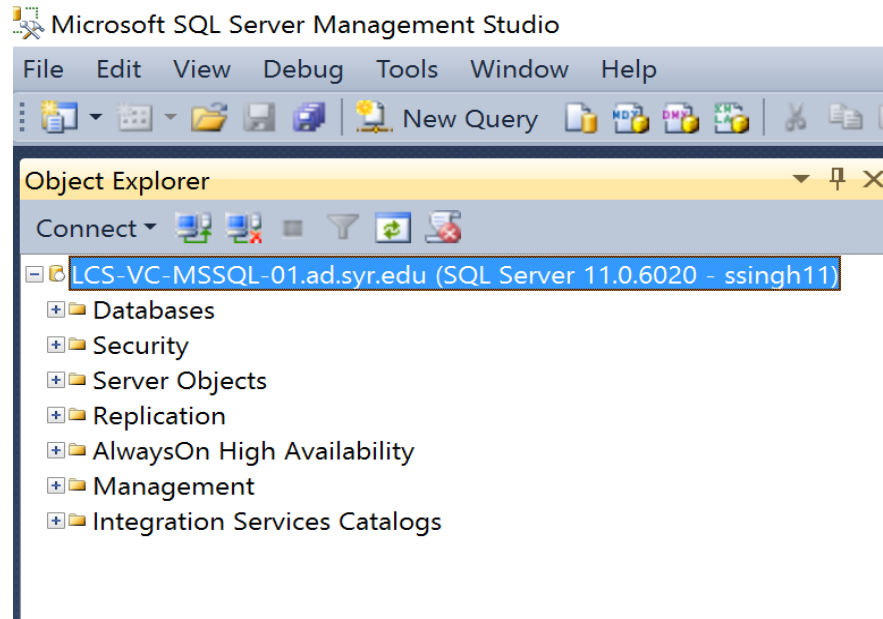 Microsoft SQL Server Management Studio
File Edit View Debug Tools Window Help
New Query
Object Explorer
Connect
LCS-VC-MSSQL-01.ad.syr.edu (SQL Server 11.0.6020 - ssingh11)
Databases
Security
Server Objects
Replication
AlwaysOn High Availability
Management
Integration Services Catalogs